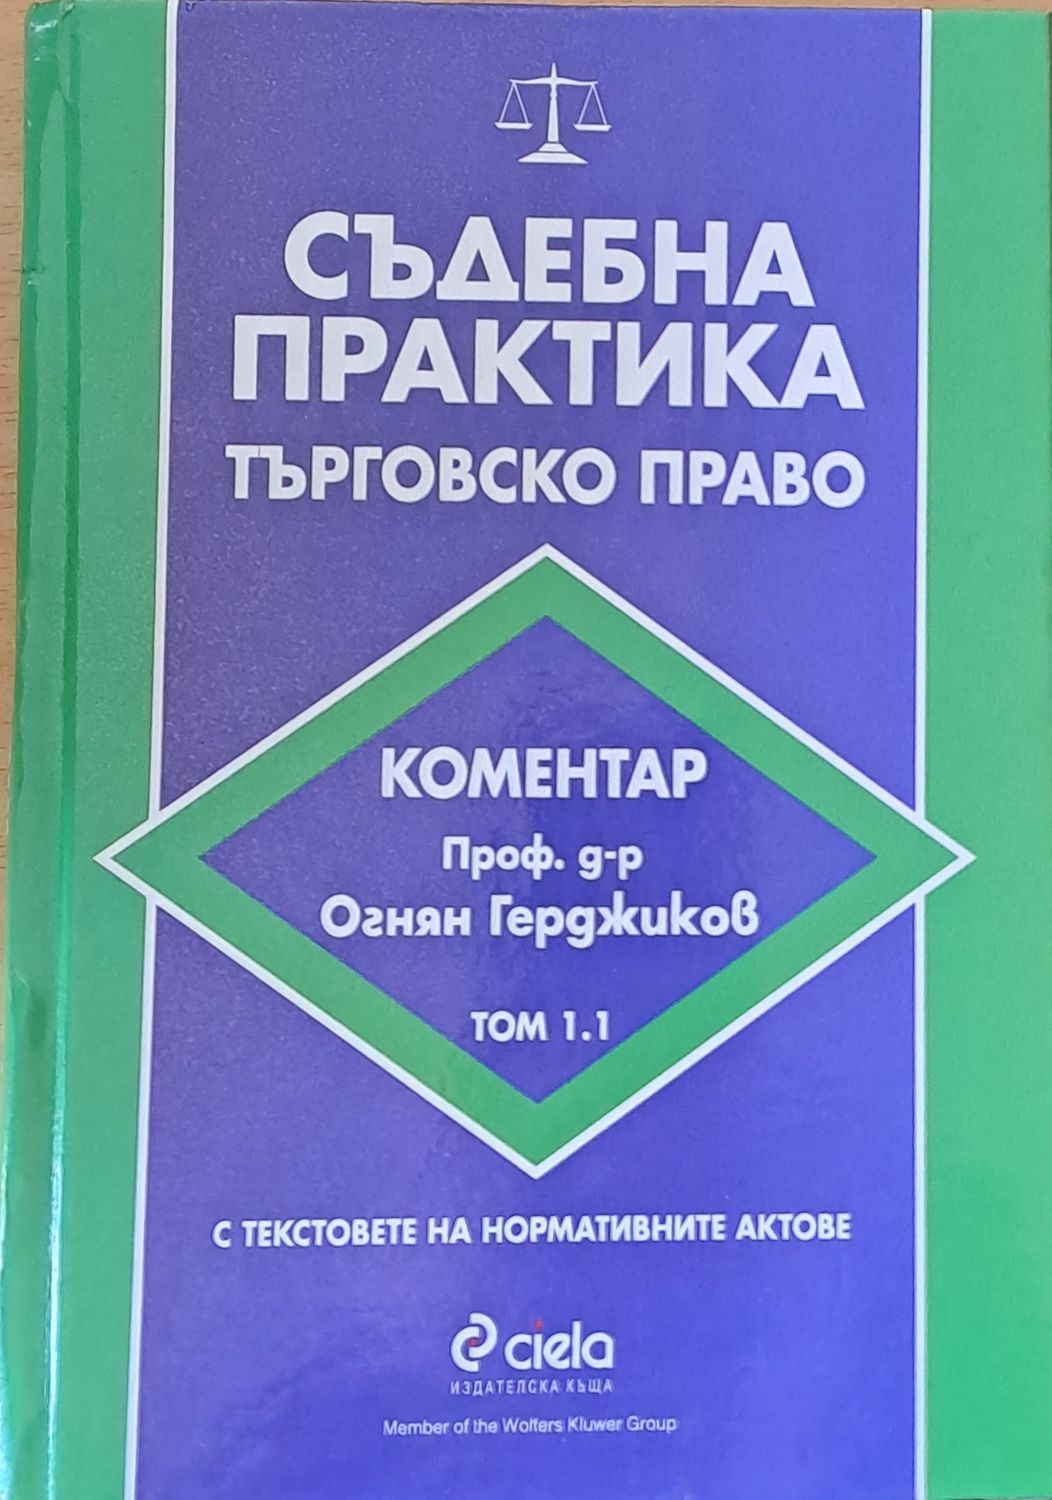 СЪДЕБНА
ПРАКТИКА
ТЪРГОВСКО ПРАВО
КОМЕНТАР
Проф. д-р
Огнян Герджиков
ТОМ 1.1
С ТЕКСТОВЕТЕ НА НОРМАТИВНИТЕ АКТОВЕ
ciela
ИЗДАТЕЛСКА КЪЩА
Member of the Wolters Kluwer Group